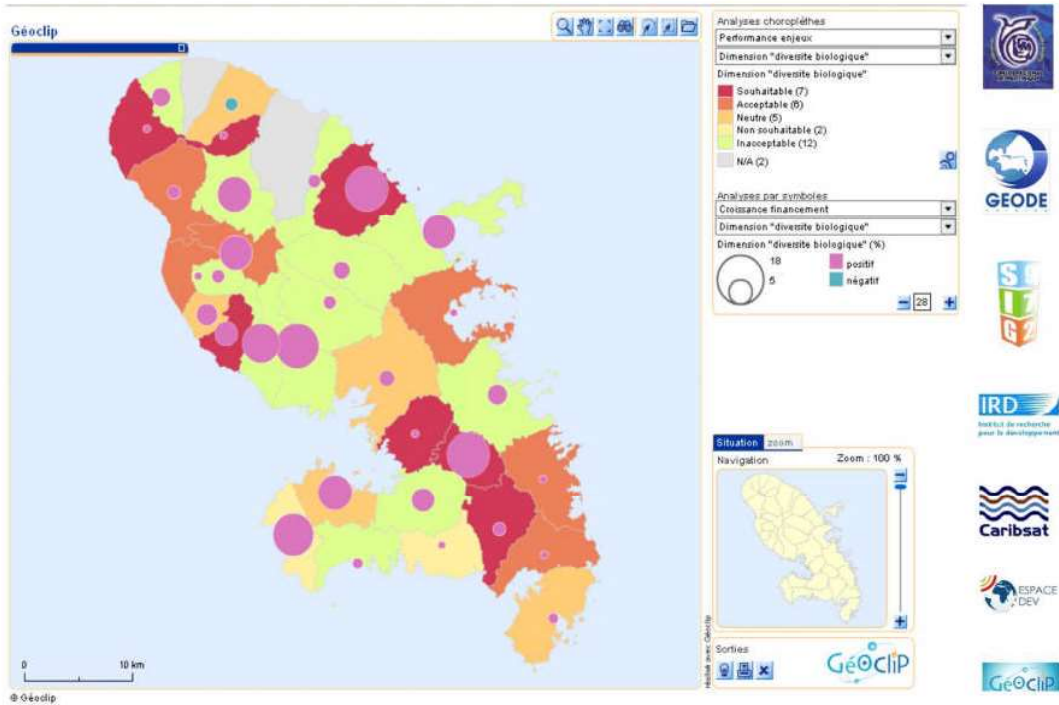 Géoclip
0
10 km
© Géoclip
Analyses choroplèthes
Performance enjeux
Dimension "diversite biologique"
Dimension "diversite biologique"
Souhaitable (7)
Acceptable (6)
Neutre (5)
Non souhaitable (2)
Inacceptable (12)
N/A (2)
Analyses par symboles
Croissance financement
Dimension "diversite biologique"
Dimension "diversite biologique" (%)
18
5
positif
négatif
28
Situation
zoom
Navigation
Zoom : 100 %
réalisé avec Géoclip
Sorties
GéOcliP
GEODE
IRD
Institut de recherche
pour le développement
Caribsat
ESPACE
DEV
GéOcliP